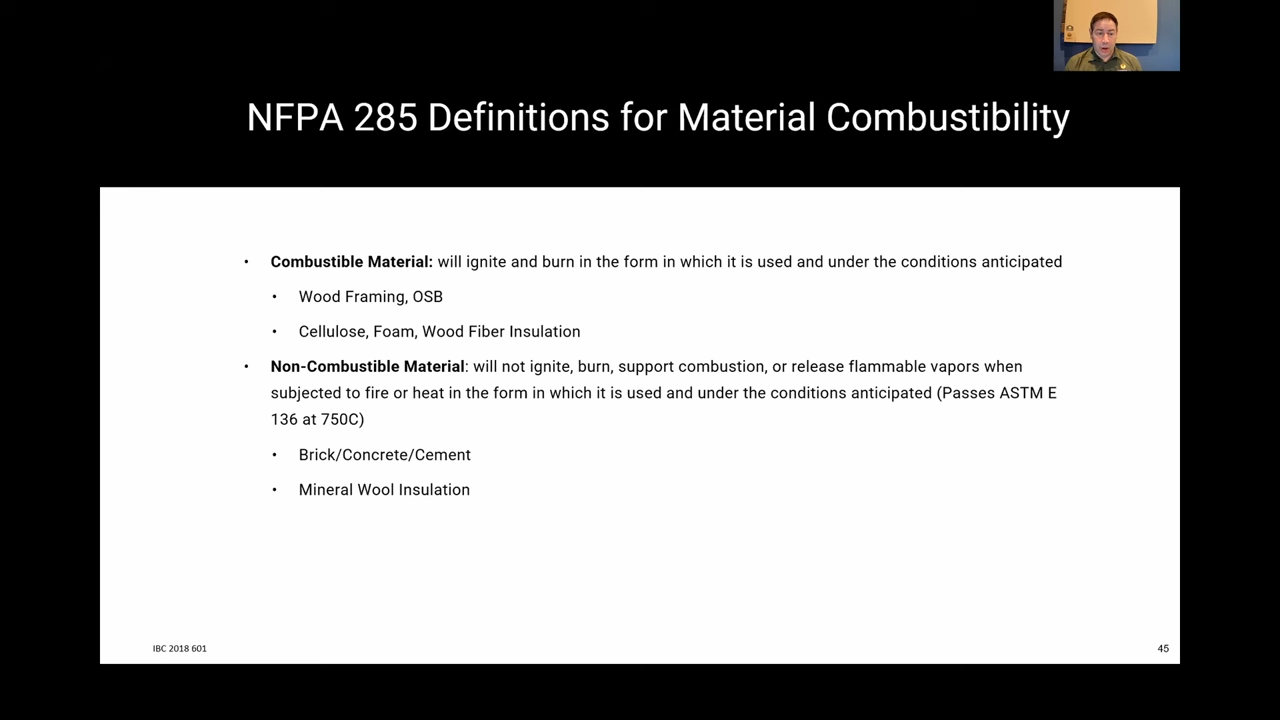 NFPA 285 Definitions for Material Combustibility
• Combustible Material: will ignite and burn in the form in which it is used and under the conditions anticipated
• Wood Framing, OSB
• Cellulose, Foam, Wood Fiber Insulation
• Non-Combustible Material: will not ignite, burn, support combustion, or release flammable vapors when
subjected to fire or heat in the form in which it is used and under the conditions anticipated (Passes ASTM E
136 at 750C)
• Brick/Concrete/Cement
• Mineral Wool Insulation
IBC 2018 601
45